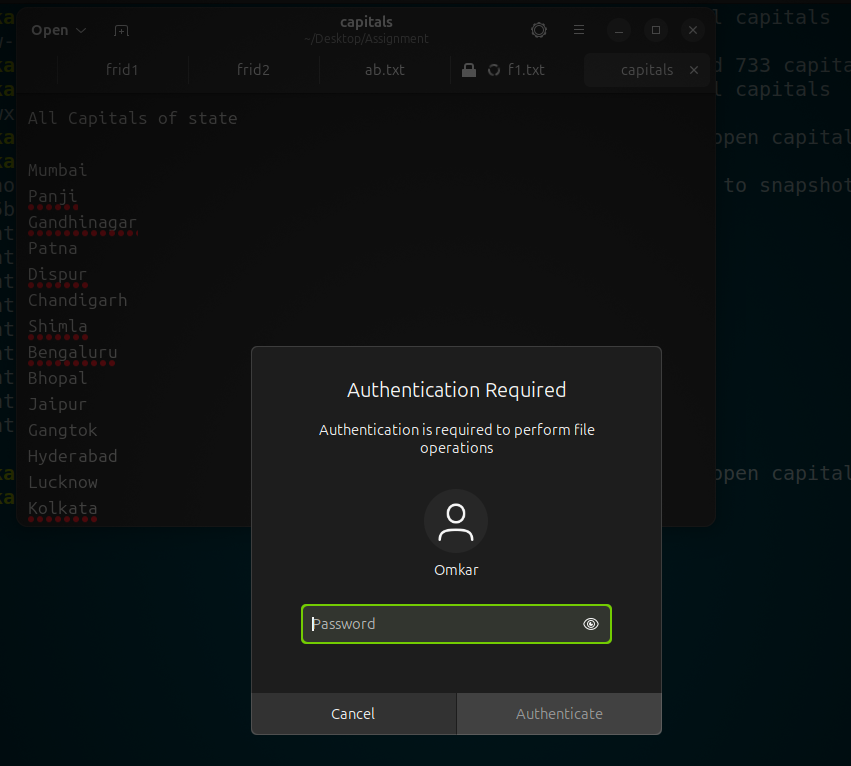 Open
capitals
~/Desktop/Assignment
frid1
frid2
ab.txt
f1.txt
capitals
All Capitals of state
Mumbai
Panji
Gandhinagar
Patna
Dispur
Chandigarh
Shimla
Bengaluru
Bhopal
Jaipur
Gangtok
Hyderabad
Lucknow
Kolkata
l capitals
733 capita
l capitals
open capital
to snapshot
open capital
Authentication Required
Authentication is required to perform file
operations
Omkar
Password
Cancel
Authenticate